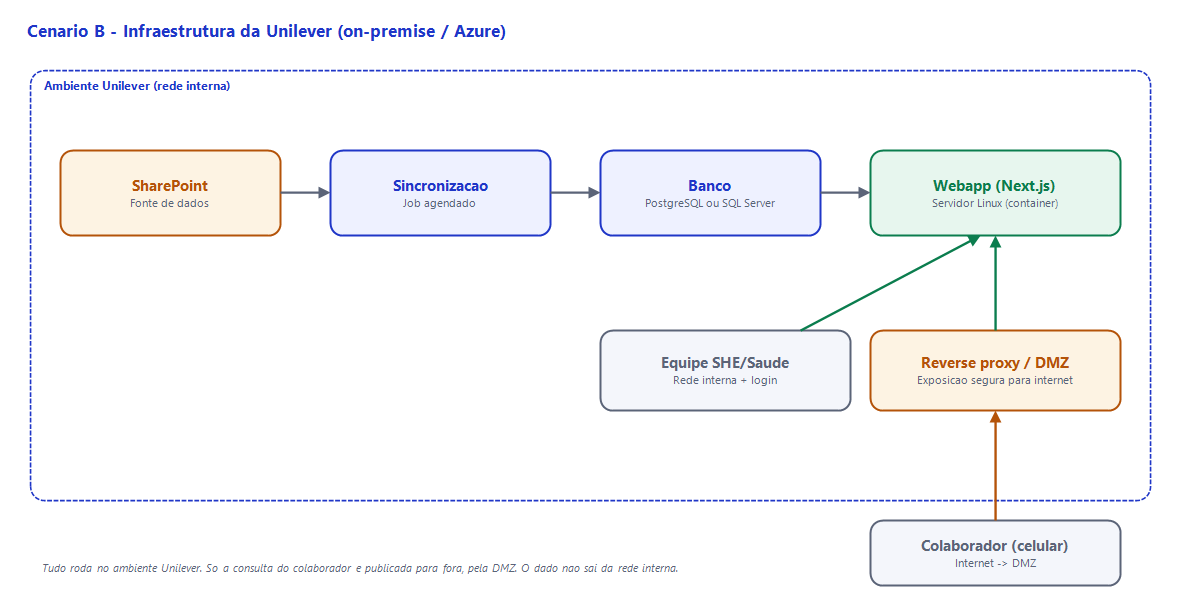 Cenario B - Infraestrutura da Unilever (on-premise / Azure)
Ambiente Unilever (rede interna)
SharePoint
Fonte de dados
Sincronizacao
Job agendado
Banco
PostgreSQL ou SQL Server
Webapp (Next.js)
Servidor Linux (container)
Equipe SHE/Saude
Rede interna + login
Reverse proxy / DMZ
Exposicao segura para internet
Colaborador (celular)
Internet -> DMZ
Tudo roda no ambiente Unilever. So a consulta do colaborador e publicada para fora, pela DMZ. O dado nao sai da rede interna.